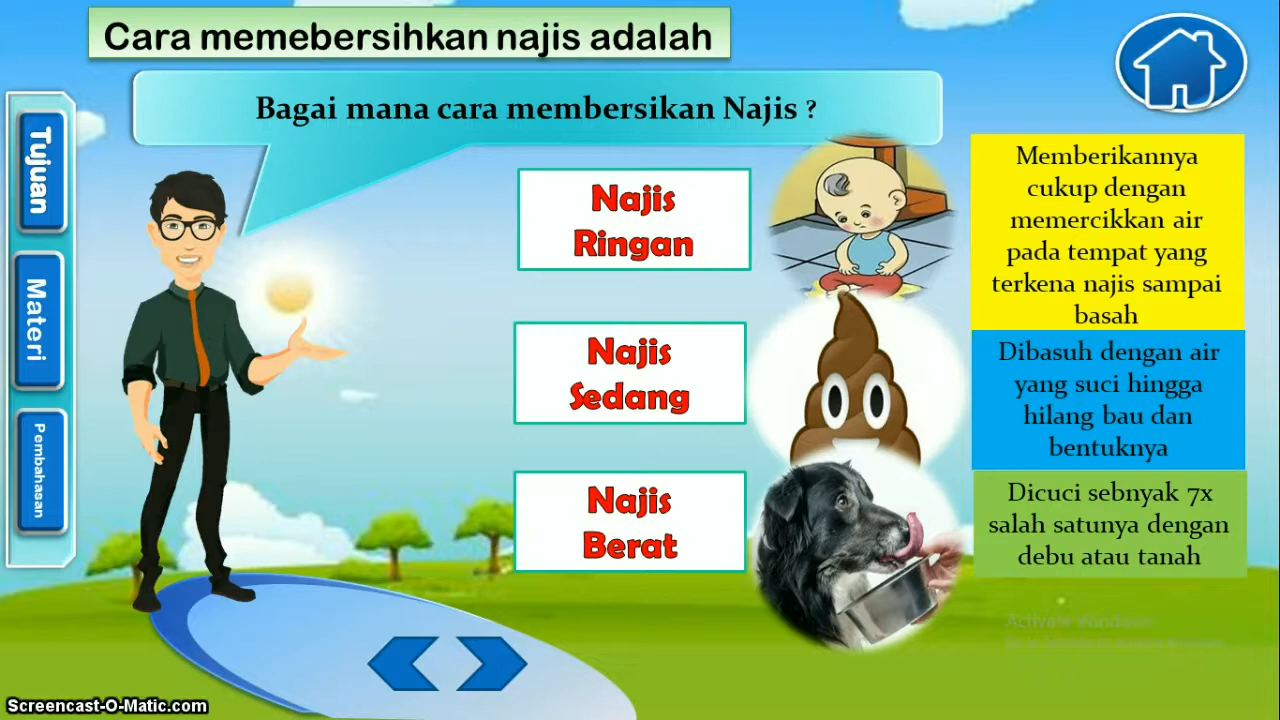 Cara memebersihkan najis adalah
Bagai mana cara membersikan Najis ?
Tujuan
Materi
Pembahasan
Najis
Ringan
Memberikannya
cukup dengan
memercikkan air
pada tempat yang
terkena najis sampai
basah
Najis
Sedang
Dibasuh dengan air
yang suci hingga
hilang bau dan
bentuknya
Najis
Berat
Dicuci sebnyak 7x
salah satunya dengan
debu atau tanah
Activate Windows
Screencast-O-Matic.com